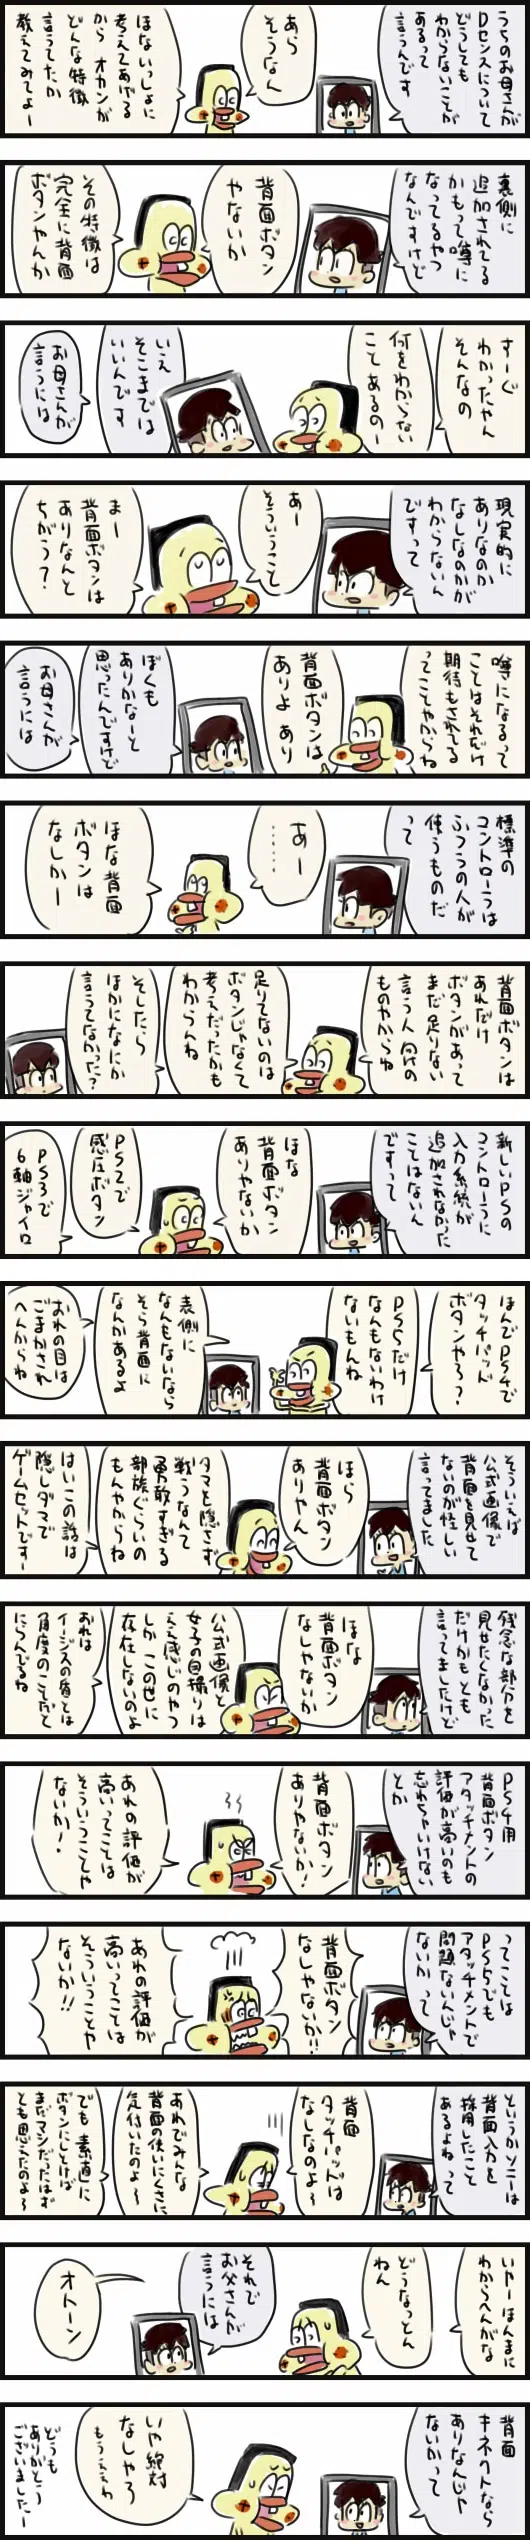 うちのお母さんが
Dセンスについて
どうしても
わからないことが
あるって
言うんです
あら
そうなん
ほないっしょに
考えてあげる
から オカンが
どんな特徴
言うてたか
教えてみてよー
裏側に
追加されてる
かもって噂に
なってるやつ
なんですけど
背面ボタン
やないか
その特徴は
完全に背面
ボタンやんか
すーぐ
わかったやん
そんなの
何をわからない
ことあるの
いえ
そこまでは
いいんです
お母さんが
言うには
現実的に
ありなのか
なしなのかが
わからないん
ですって
あー
そういうこと
まー
背面ボタンは
ありなんと
ちがう?
噂になるって
ことはそれだけ
期待もされてる
ってことやからね
背面ボタンは
ありよ あり
ぼくも
ありかなーと
思ったんですけど
お母さんが
言うには
標準の
コントローラは
ふつうの人が
使うものだ
って
あー
……
ほな背面
ボタンは
なしかー
背面ボタンは
あれだけ
ボタンがあって
まだ足りない
言う人向けの
ものやからね
足りてないのは
ボタンじゃなくて
考えだったかも
わからんね
そしたら
ほかになにか
言うてなかった?
新しいPSの
コントローラに
入力系統が
追加されなかった
ことはないん
ですって
ほな
背面ボタン
ありやないか
PS2で
感圧ボタン
PS3で
6軸ジャイロ
ほんでPS4で
タッチパッド
ボタンやろ?
PS5だけ
なんもないわけ
ないもんね
表側に
なんもないなら
そら背面に
なんかあるよ
おれの目は
ごまかされ
へんからね
そういえば
公式画像で
背面を見せて
ないのが怪しい
言ってました
ほら
背面ボタン
ありやん
タマを隠さず
戦うなんて
勇敢すぎる
部族ぐらいの
もんやからね
はいこの話は
隠しダマで
ゲームセットですー
残念な部分を
見せたくなかった
だけかもとも
言ってましたけど
ほな
背面ボタン
なしやないか
公式画像と
女子の自撮りは
ええ感じのやつ
しかこの世に
存在しないのよ
おれは
イージスの盾とは
角度のことだと
にらんでるね
PS4用
背面ボタン
アタッチメントの
評価が高いのも
忘れちゃいけない
とか
背面ボタン
ありやないか!
あれの評価が
高いってことは
そういうことや
ないか!
ってことは
PS5でも
アタッチメントで
問題ないんじゃ
ないかって
背面ボタン
なしやないか!!
あれの評価が
高いってことは
そういうことや
ないか!!
というかソニーは
背面入力を
採用したこと
あるよねって
背面
タッチパッドは
なしなのよ〜
あれでみんな
背面の使いにくさに
気付いたのよ〜
でも 素直に
ボタンにしとけば
まだマシだったはず
とも思えたのよ〜
いやーほんまに
わからへんがな
どうなっとん
ねん
それで
お父さんが
言うには
オトーン
背面
キネクトなら
ありなんじゃ
ないかって
いや絶対
なしやろ
もうええわ
どうも
ありがとう
ございましたー